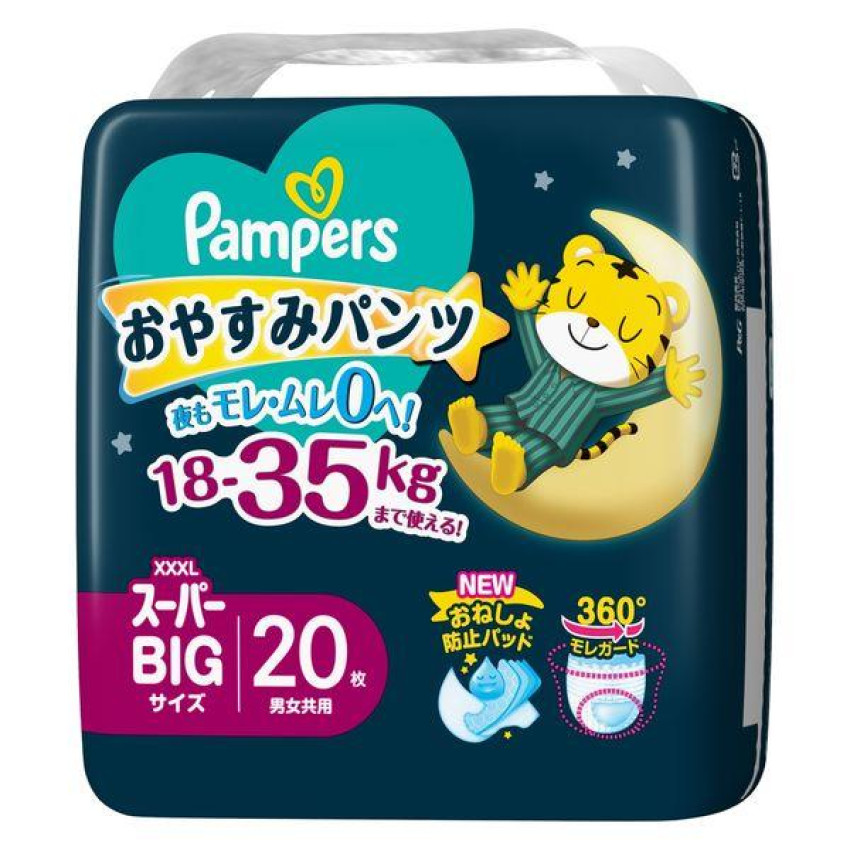 Pampers
おやすみパンツ
夜もモレ・ムレ0へ!
18-35kg
まで使える!
XXXL
スーパー
BIG
サイズ
20枚
男女共用
NEW
おねしょ
防止パッド
360°
モレガード
P&G